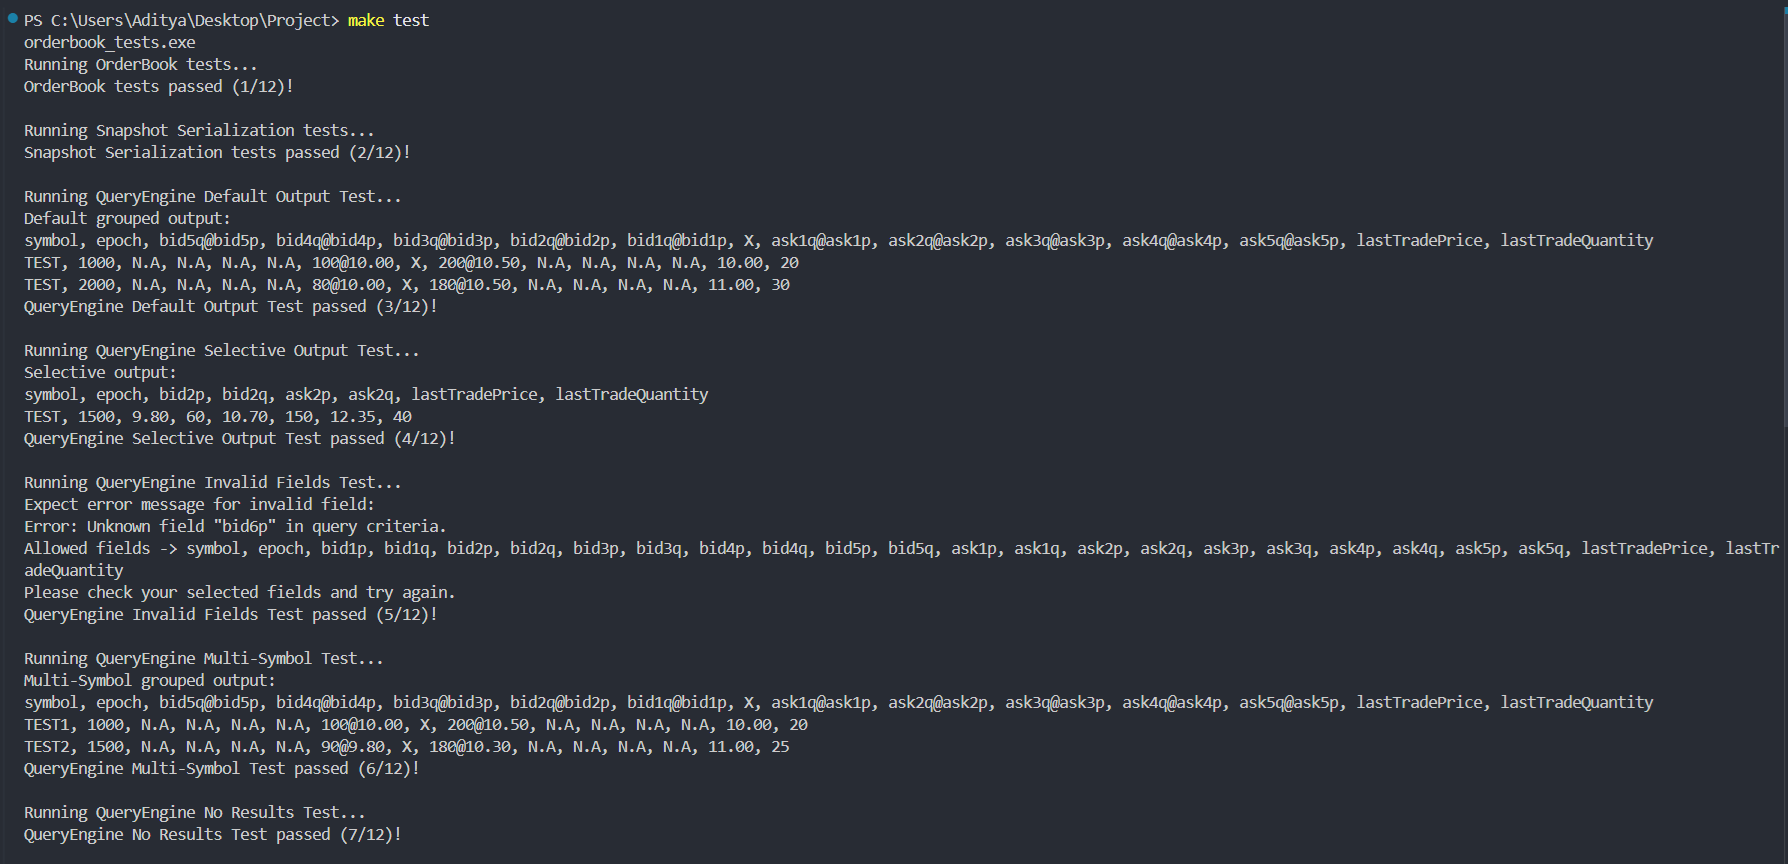 PS C:\Users\Aditya\Desktop\Project> make test
orderbook_tests.exe
Running OrderBook tests...
OrderBook tests passed (1/12)!
Running Snapshot Serialization tests...
Snapshot Serialization tests passed (2/12)!
Running QueryEngine Default Output Test...
Default grouped output:
symbol, epoch, bid5q@bid5p, bid4q@bid4p, bid3q@bid3p, bid2q@bid2p, bid1q@bid1p, X, ask1q@ask1p, ask2q@ask2p, ask3q@ask3p, ask4q@ask4p, ask5q@ask5p, lastTradePrice, lastTradeQuantity
TEST, 1000, N.A, N.A, N.A, N.A, 100@10.00, X, 200@10.50, N.A, N.A, N.A, N.A, 10.00, 20
TEST, 2000, N.A, N.A, N.A, N.A, 80@10.00, X, 180@10.50, N.A, N.A, N.A, N.A, 11.00, 30
QueryEngine Default Output Test passed (3/12)!
Running QueryEngine Selective Output Test...
Selective output:
symbol, epoch, bid2p, bid2q, ask2p, ask2q, lastTradePrice, lastTradeQuantity
TEST, 1500, 9.80, 60, 10.70, 150, 12.35, 40
QueryEngine Selective Output Test passed (4/12)!
Running QueryEngine Invalid Fields Test...
Expect error message for invalid field:
Error: Unknown field "bid6p" in query criteria.
Allowed fields -> symbol, epoch, bid1p, bid1q, bid2p, bid2q, bid3p, bid3q, bid4p, bid4q, bid5p, bid5q, ask1p, ask1q, ask2p, ask2q, ask3p, ask3q, ask4p, ask4q, ask5p, ask5q, lastTradePrice, lastTr
adeQuantity
Please check your selected fields and try again.
QueryEngine Invalid Fields Test passed (5/12)!
Running QueryEngine Multi-Symbol Test...
Multi-Symbol grouped output:
symbol, epoch, bid5q@bid5p, bid4q@bid4p, bid3q@bid3p, bid2q@bid2p, bid1q@bid1p, X, ask1q@ask1p, ask2q@ask2p, ask3q@ask3p, ask4q@ask4p, ask5q@ask5p, lastTradePrice, lastTradeQuantity
TEST1, 1000, N.A, N.A, N.A, N.A, 100@10.00, X, 200@10.50, N.A, N.A, N.A, N.A, 10.00, 20
TEST2, 1500, N.A, N.A, N.A, N.A, 90@9.80, X, 180@10.30, N.A, N.A, N.A, N.A, 11.00, 25
QueryEngine Multi-Symbol Test passed (6/12)!
Running QueryEngine No Results Test...
QueryEngine No Results Test passed (7/12)!